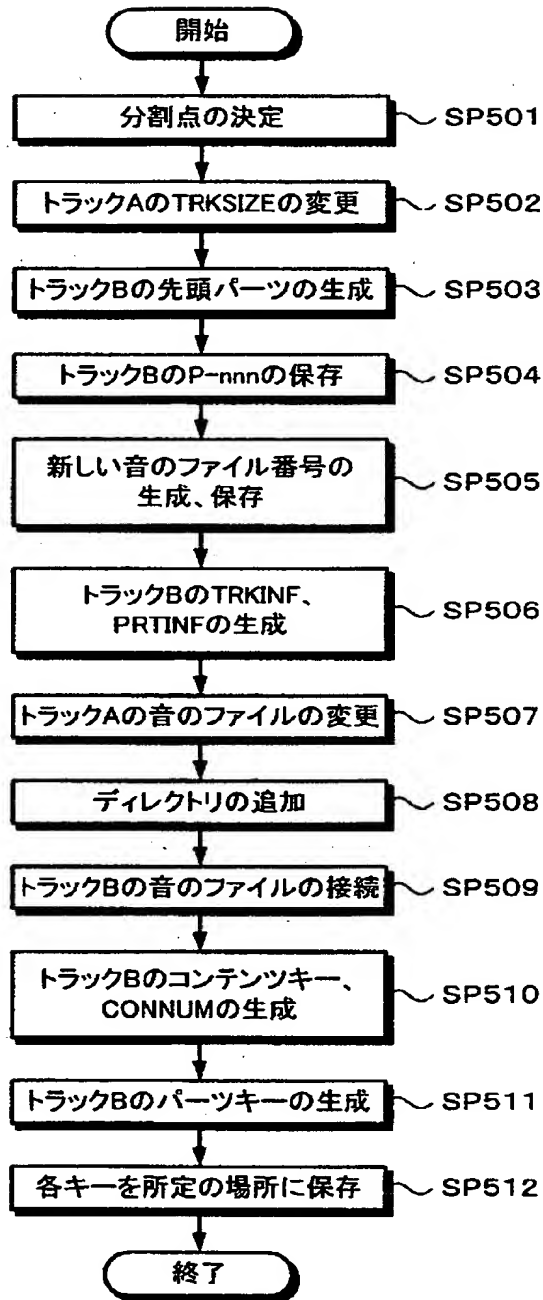 開始
分割点の決定
SP501
トラックAのTRKSIZEの変更
SP502
トラックBの先頭パーツの生成
SP503
トラックBのP-nnnの保存
SP504
新しい音のファイル番号の
生成、保存
SP505
トラックBのTRKINF、
PRTINFの生成
SP506
トラックAの音のファイルの変更
SP507
ディレクトリの追加
SP508
トラックBの音のファイルの接続
SP509
トラックBのコンテンツキー、
CONNUMの生成
SP510
トラックBのパーツキーの生成
SP511
各キーを所定の場所に保存
SP512
終了